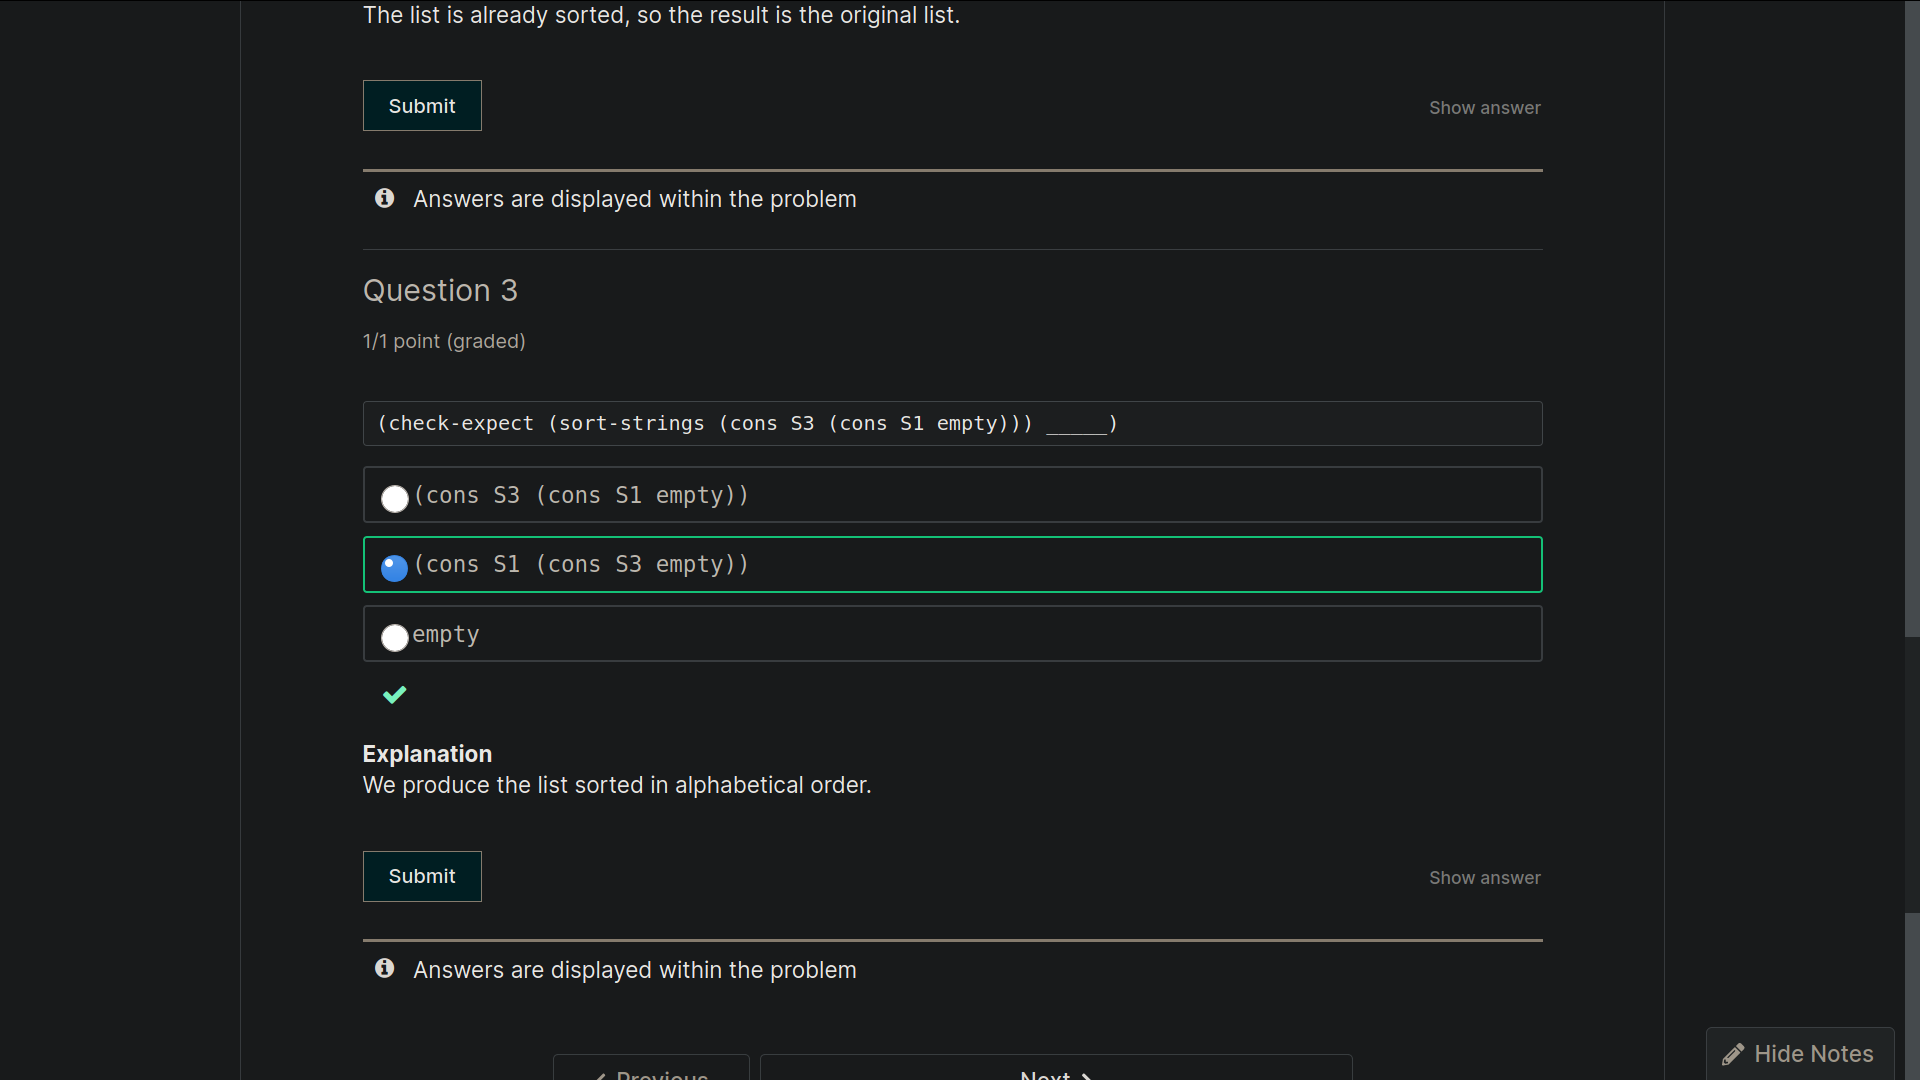 The list is already sorted, so the result is the original list.
Submit
Show answer
Answers are displayed within the problem
Question 3
1/1 point (graded)
(check-expect (sort-strings (cons S3 (cons S1 empty))) _____)
(cons S3 (cons S1 empty))
(cons S1 (cons S3 empty))
empty
Explanation
We produce the list sorted in alphabetical order.
Submit
Show answer
Answers are displayed within the problem
Hide Notes
Previous
Next